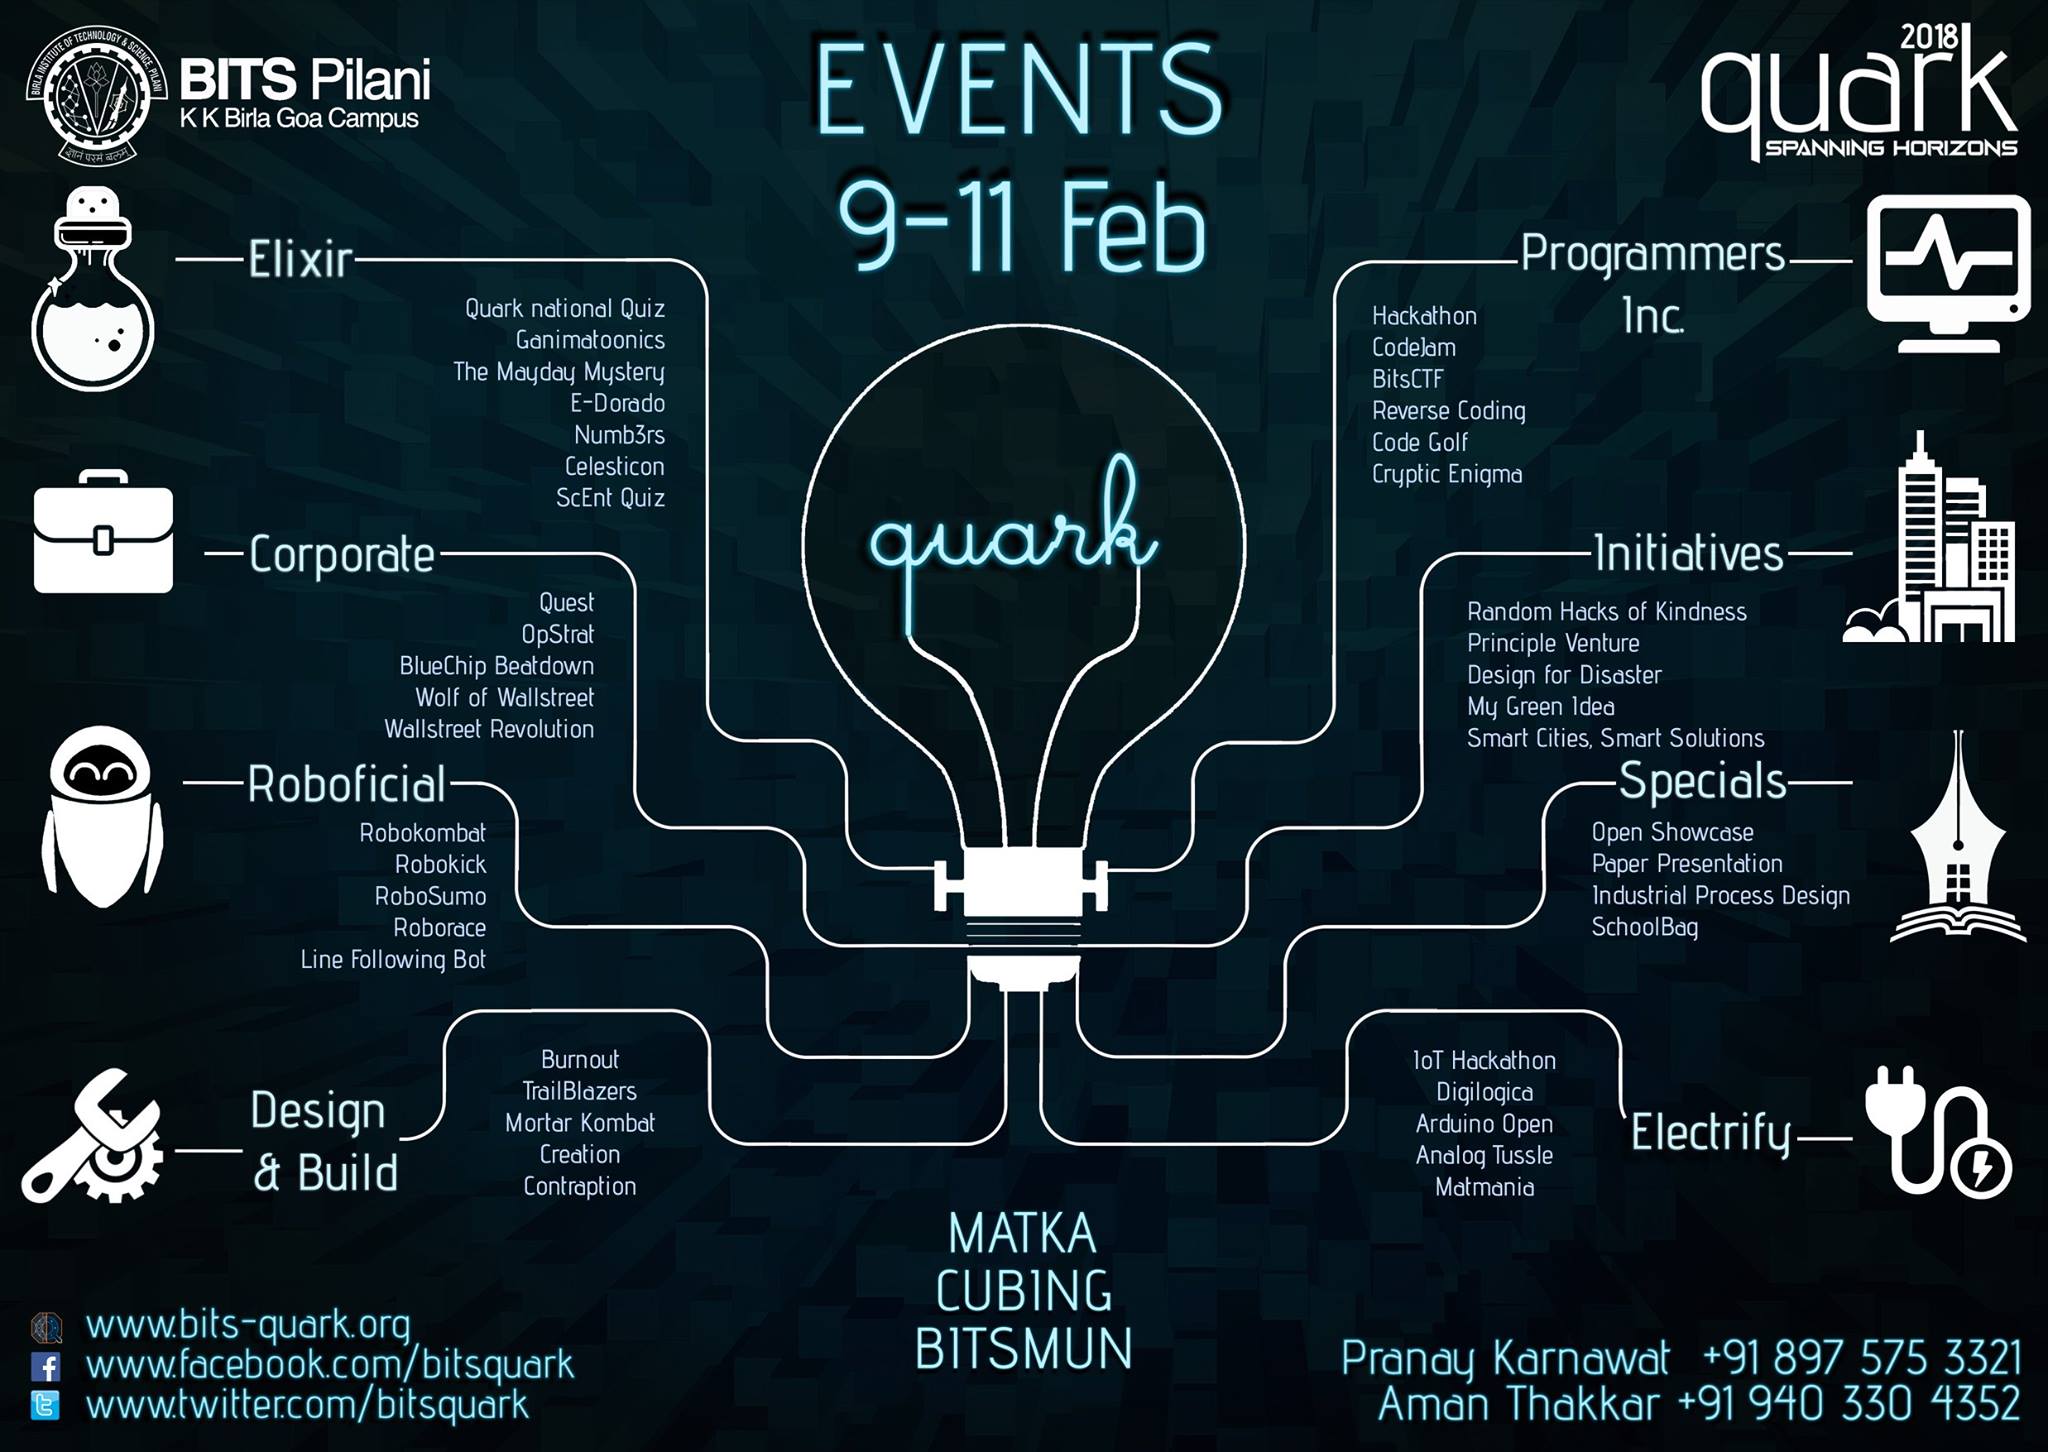 BIRLA INSTITUTE OF TECHNOLOGY & SCIENCE, PILANI
ज्ञानं परमं बलम्
BITS Pilani
K K Birla Goa Campus
EVENTS
9-11 Feb
2018
quark
SPANNING HORIZONS
Elixir
Quark national Quiz
Ganimatoonics
The Mayday Mystery
E-Dorado
Numb3rs
Celesticon
ScEnt Quiz
Corporate
Quest
OpStrat
BlueChip Beatdown
Wolf of Wallstreet
Wallstreet Revolution
Roboficial
Robokombat
Robokick
RoboSumo
Roborace
Line Following Bot
Design
& Build
Burnout
TrailBlazers
Mortar Kombat
Creation
Contraption
quark
Programmers
Inc.
Hackathon
CodeJam
BitsCTF
Reverse Coding
Code Golf
Cryptic Enigma
Initiatives
Random Hacks of Kindness
Principle Venture
Design for Disaster
My Green Idea
Smart Cities, Smart Solutions
Specials
Open Showcase
Paper Presentation
Industrial Process Design
SchoolBag
Electrify
IoT Hackathon
Digilogica
Arduino Open
Analog Tussle
Matmania
MATKA
CUBING
BITSMUN
www.bits-quark.org
www.facebook.com/bitsquark
www.twitter.com/bitsquark
Pranay Karnawat +91 897 575 3321
Aman Thakkar +91 940 330 4352